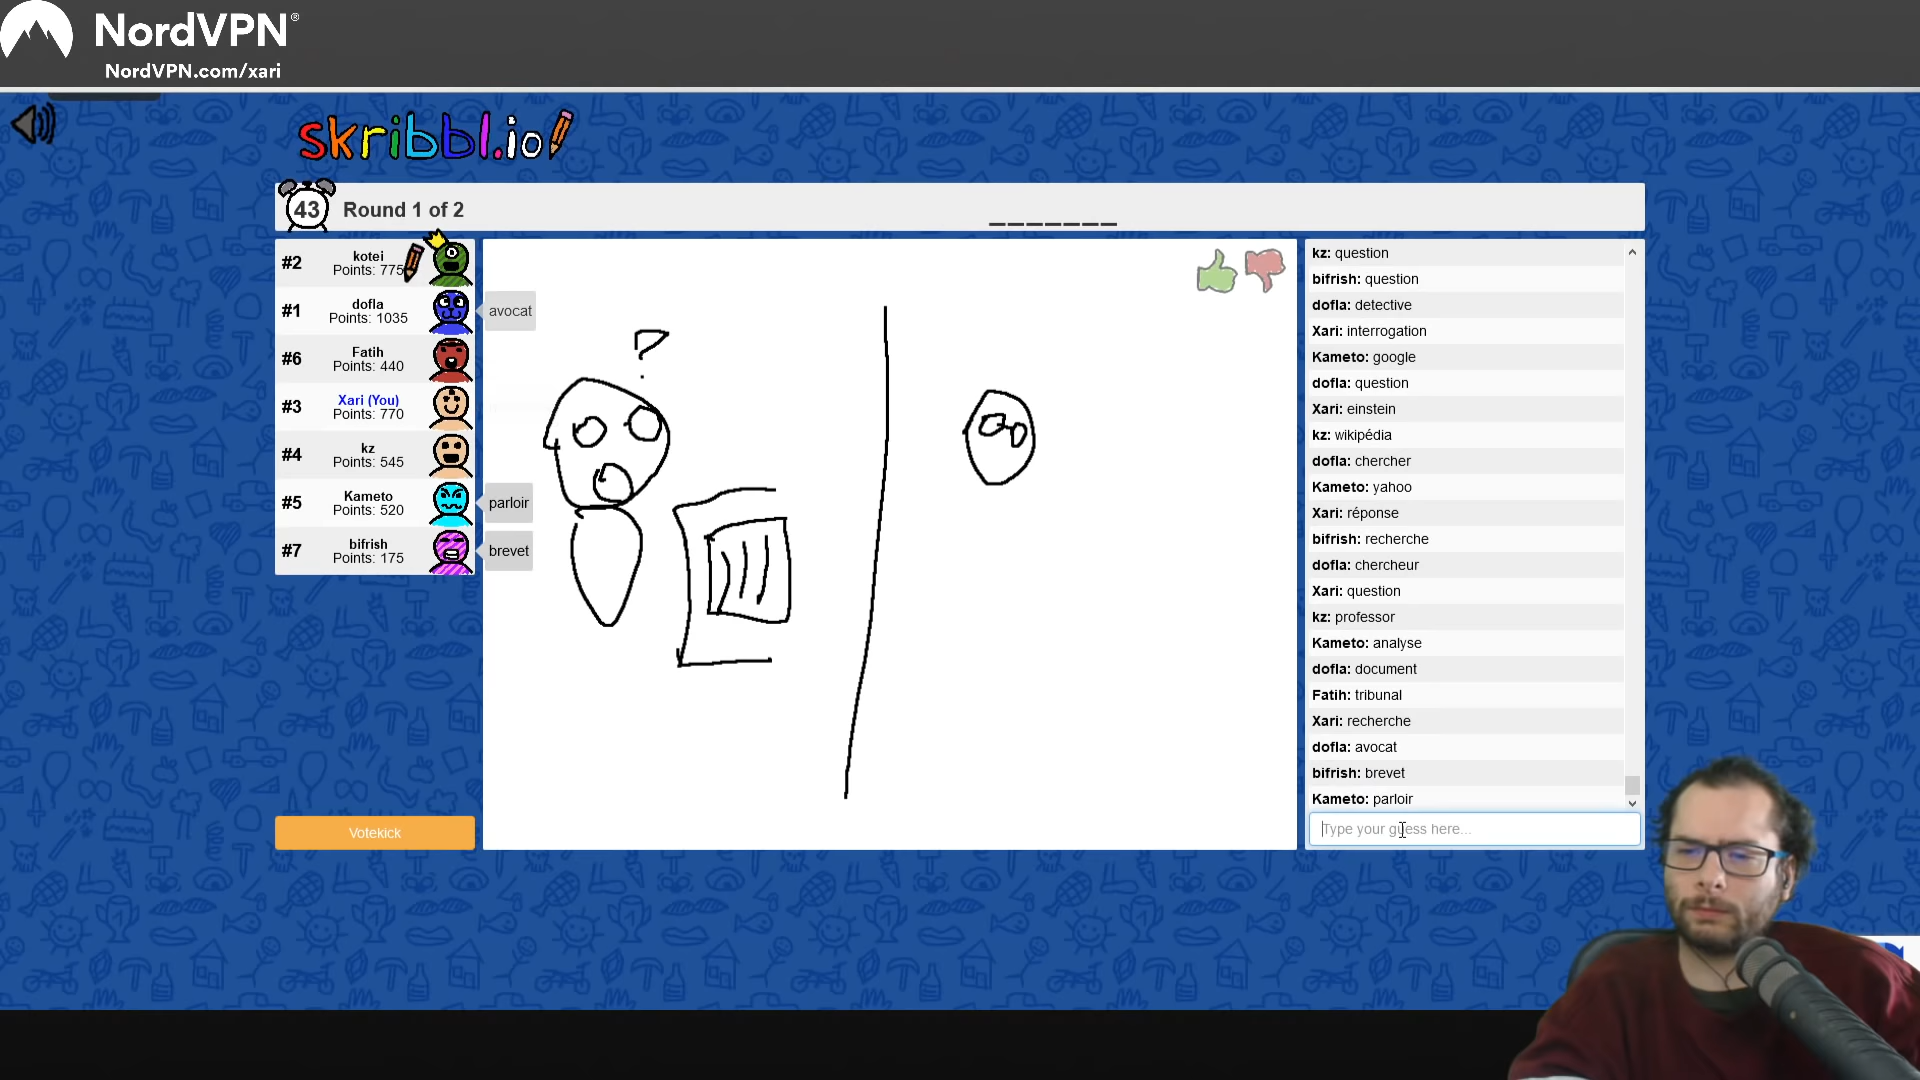 NordVPN®
NordVPN.com/xari
skribbl.io
43
Round 1 of 2
_______
#2
kotei
Points: 775
#1
dofla
Points: 1035
avocat
#6
Fatih
Points: 440
#3
Xari (You)
Points: 770
#4
kz
Points: 545
#5
Kameto
Points: 520
parloir
#7
bifrish
Points: 175
brevet
Votekick
?
kz: question
bifrish: question
dofla: detective
Xari: interrogation
Kameto: google
dofla: question
Xari: einstein
kz: wikipédia
dofla: chercher
Kameto: yahoo
Xari: réponse
bifrish: recherche
dofla: chercheur
Xari: question
kz: professor
Kameto: analyse
dofla: document
Fatih: tribunal
Xari: recherche
dofla: avocat
bifrish: brevet
Kameto: parloir
Type your guess here...